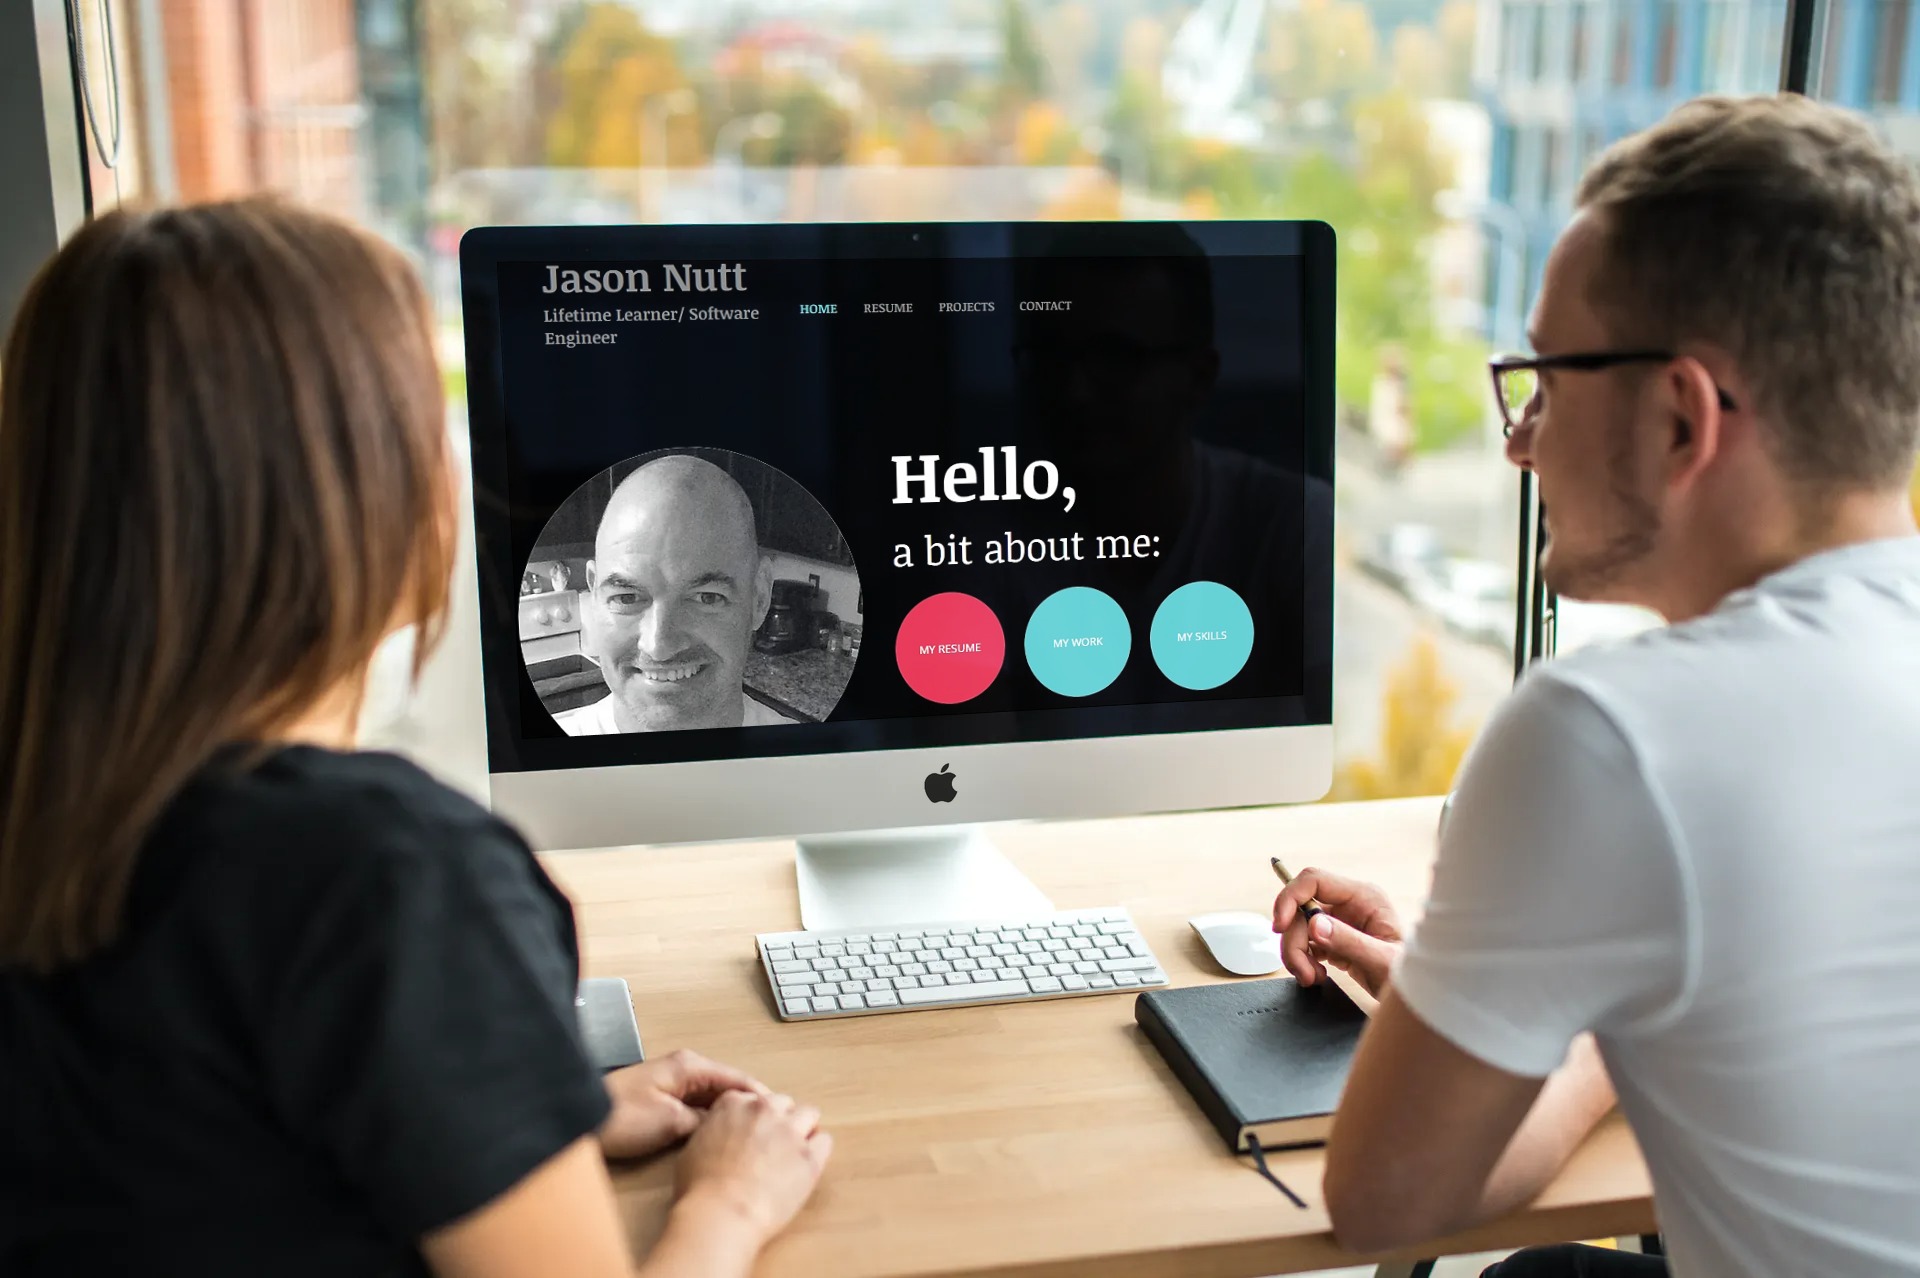 Jason Nutt
Lifetime Learner/ Software
Engineer
HOME RESUME PROJECTS CONTACT
Hello,
a bit about me:
MY RESUME MY WORK MY SKILLS